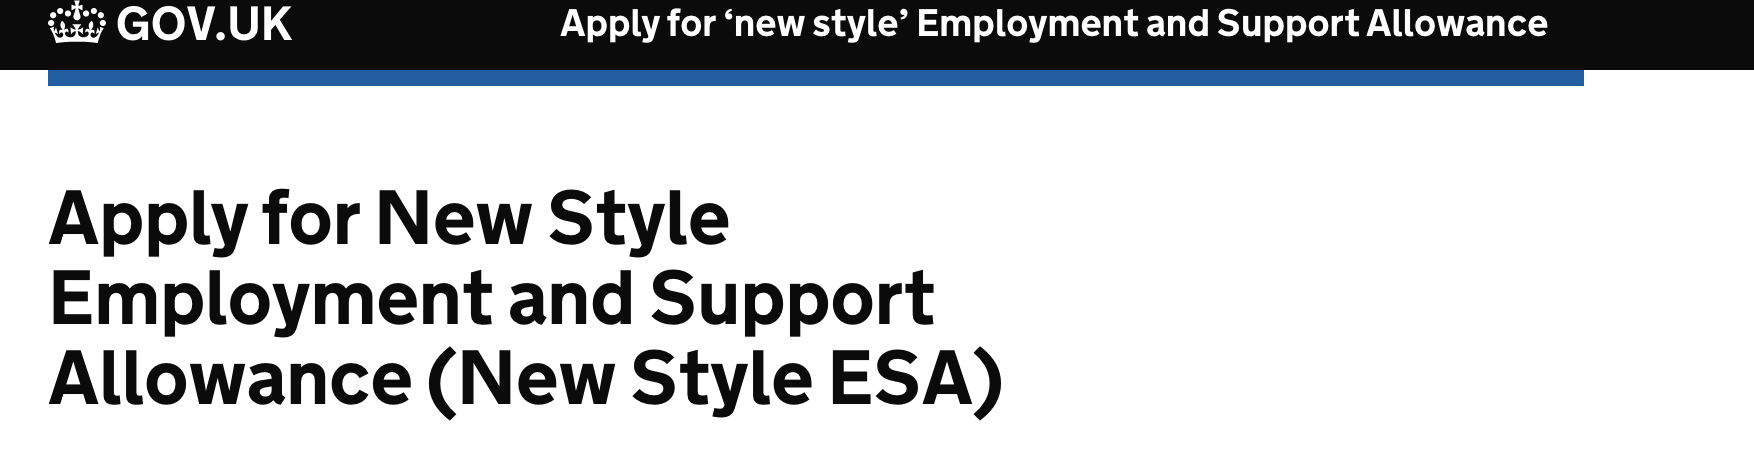 GOV.UK
Apply for ‘new style’ Employment and Support Allowance
Apply for New Style
Employment and Support
Allowance (New Style ESA)